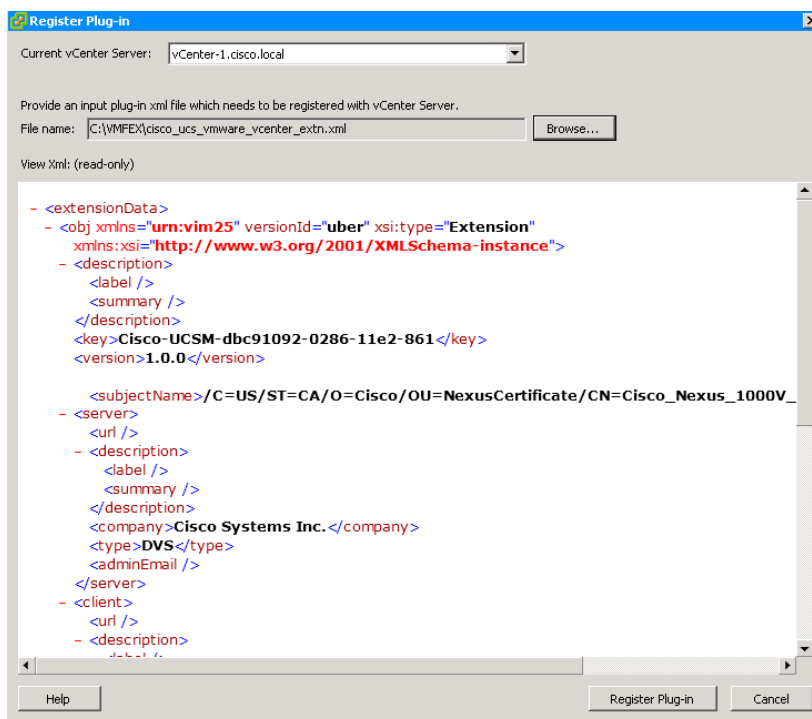 Register Plug-in
Current vCenter Server: vCenter-1.cisco.local
Provide an input plug-in xml file which needs to be registered with vCenter Server.
File name: C:\VMFEX\cisco_ucs_vmware_vcenter_extn.xml Browse...
View Xml: (read-only)
- <extensionData>
- <obj xmlns="urn:vim25" versionId="uber" xsi:type="Extension"
xmlns:xsi="http://www.w3.org/2001/XMLSchema-instance">
- <description>
<label />
<summary />
</description>
<key>Cisco-UCSM-dbc91092-0286-11e2-861</key>
<version>1.0.0</version>
<subjectName>/C=US/ST=CA/O=Cisco/OU=NexusCertificate/CN=Cisco_Nexus_1000V_
- <server>
<url />
- <description>
<label />
<summary />
</description>
<company>Cisco Systems Inc.</company>
<type>DVS</type>
<adminEmail />
</server>
- <client>
<url />
- <description>
Help Register Plug-in Cancel